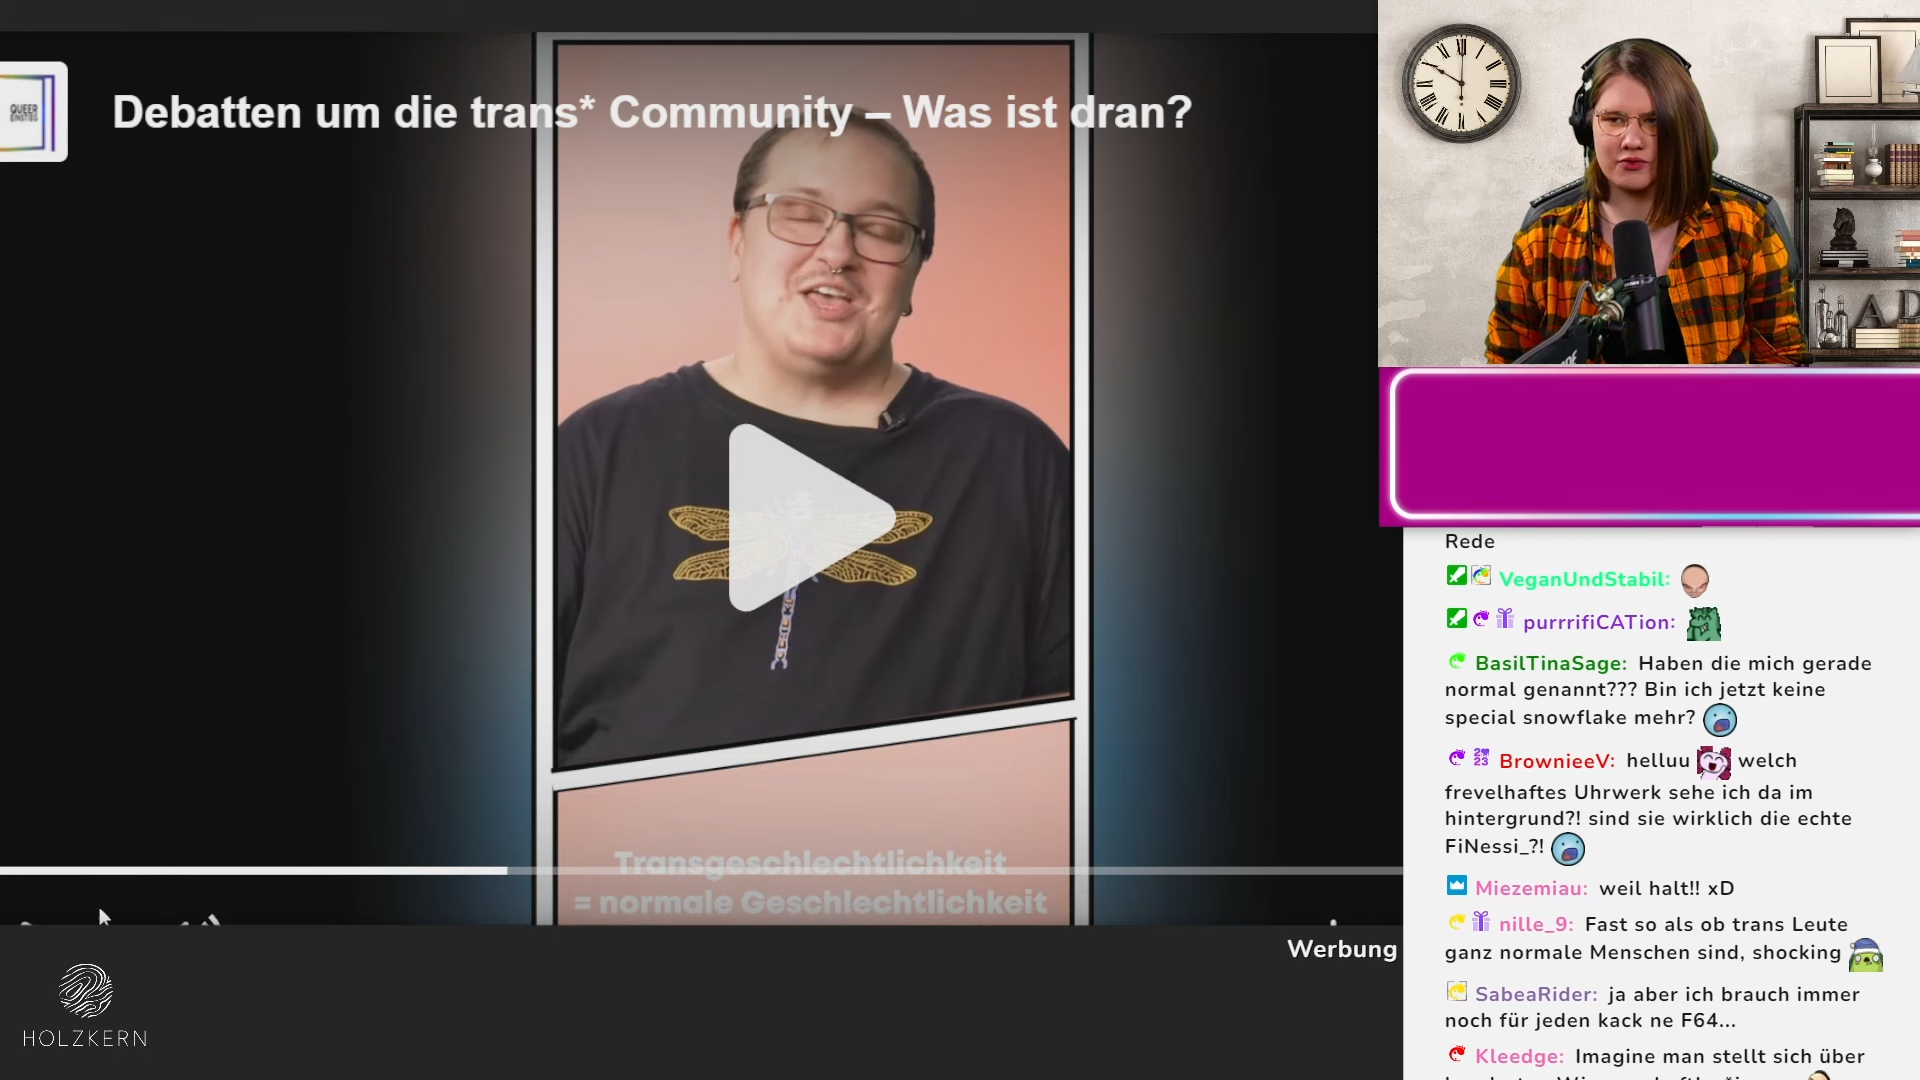 QUEER
EINSTIEG
Debatten um die trans* Community – Was ist dran?
Transgeschlechtlichkeit
= normale Geschlechtlichkeit
Werbung
HOLZKERN
A D
Rede
VeganUndStabil:
purrrifiCATion:
BasilTinaSage: Haben die mich gerade
normal genannt??? Bin ich jetzt keine
special snowflake mehr?
BrownieeV: helluu welch
frevelhaftes Uhrwerk sehe ich da im
hintergrund?! sind sie wirklich die echte
FiNessi_?!
Miezemiau: weil halt!! xD
nille_9: Fast so als ob trans Leute
ganz normale Menschen sind, shocking
SabeaRider: ja aber ich brauch immer
noch für jeden kack ne F64...
Kleedge: Imagine man stellt sich über